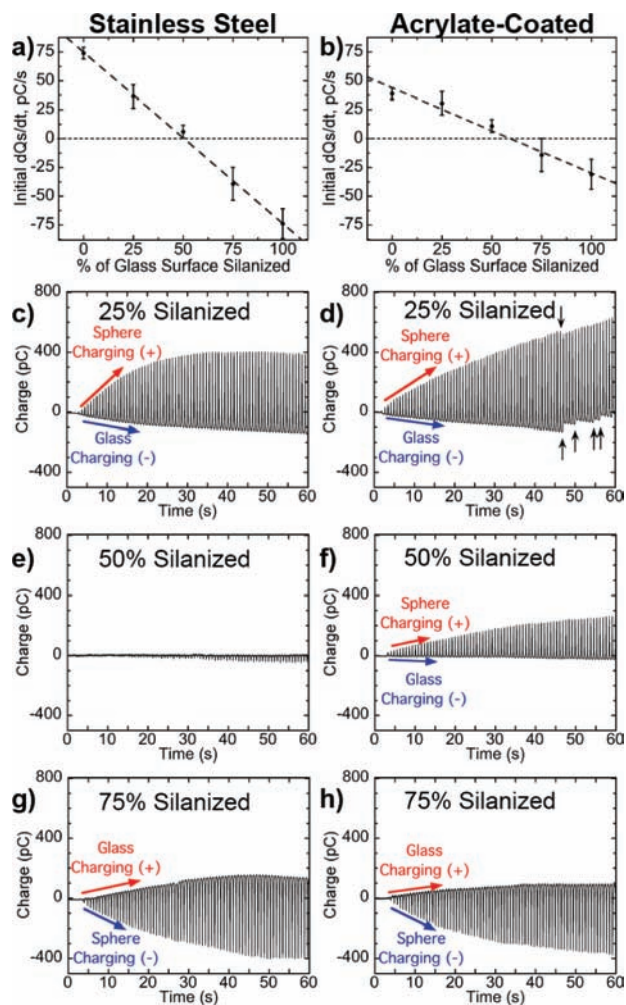 Stainless Steel
Acrylate-Coated
a)
Initial dQs/dt, pC/s
75
50
25
0
-25
-50
-75
0 25 50 75 100
% of Glass Surface Silanized
b)
Initial dQs/dt, pC/s
75
50
25
0
-25
-50
-75
0 25 50 75 100
% of Glass Surface Silanized
c)
25% Silanized
Sphere
Charging (+)
Glass
Charging (-)
Charge (pC)
800
400
0
-400
0 10 20 30 40 50 60
Time (s)
d)
25% Silanized
Sphere
Charging (+)
Glass
Charging (-)
Charge (pC)
800
400
0
-400
0 10 20 30 40 50 60
Time (s)
e)
50% Silanized
Charge (pC)
800
400
0
-400
0 10 20 30 40 50 60
Time (s)
f)
50% Silanized
Sphere
Charging (+)
Glass
Charging (-)
Charge (pC)
800
400
0
-400
0 10 20 30 40 50 60
Time (s)
g)
75% Silanized
Glass
Charging (+)
Sphere
Charging (-)
Charge (pC)
800
400
0
-400
0 10 20 30 40 50 60
Time (s)
h)
75% Silanized
Glass
Charging (+)
Sphere
Charging (-)
Charge (pC)
800
400
0
-400
0 10 20 30 40 50 60
Time (s)